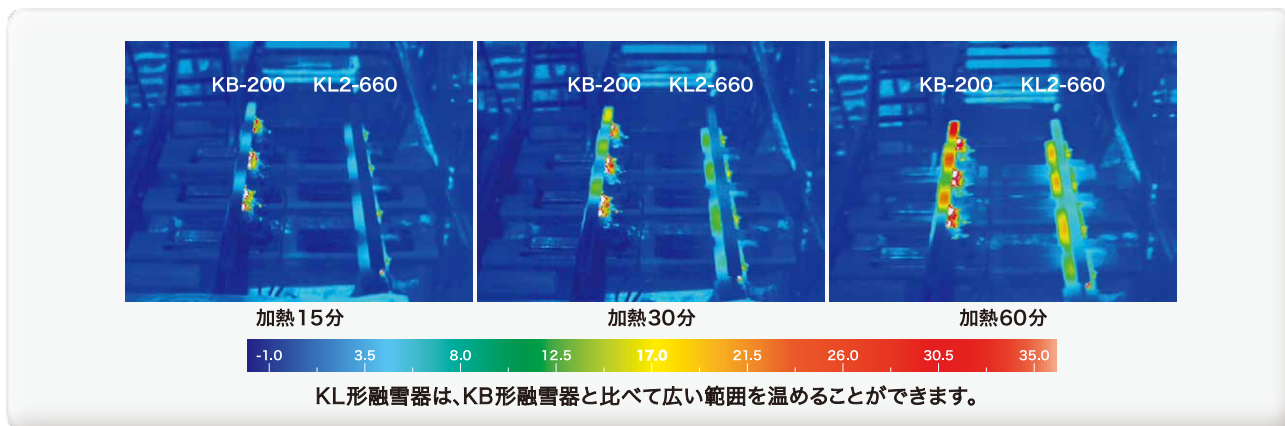 KB-200 KL2-660
KB-200 KL2-660
KB-200 KL2-660
加熱15分
加熱30分
加熱60分
-1.0 3.5 8.0 12.5 17.0 21.5 26.0 30.5 35.0
KL形融雪器は、KB形融雪器と比べて広い範囲を温めることができます。